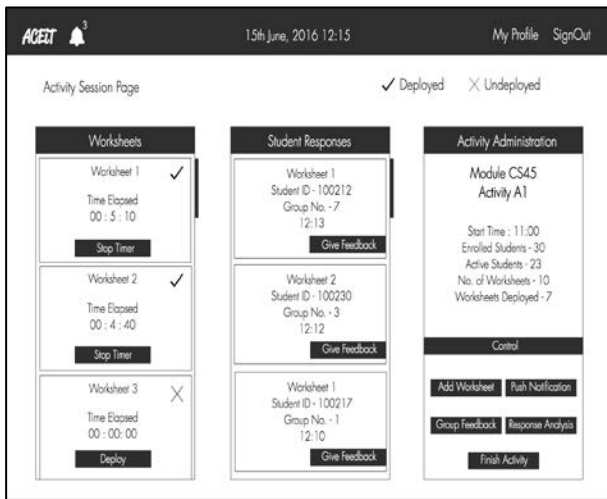 ACEIT
3
15th June, 2016 12:15
My Profile
SignOut
Activity Session Page
Deployed
Undeployed
Worksheets
Worksheet 1
Time Elapsed
00 : 5 : 10
Stop Timer
Worksheet 2
Time Elapsed
00 : 4 : 40
Stop Timer
Worksheet 3
Time Elapsed
00 : 00: 00
Deploy
Student Responses
Worksheet 1
Student ID - 100212
Group No. - 7
12:13
Give Feedback
Worksheet 2
Student ID - 100230
Group No. - 3
12:12
Give Feedback
Worksheet 1
Student ID - 100217
Group No. - 1
12:10
Give Feedback
Activity Administration
Module CS45
Activity A1
Start Time : 11:00
Enrolled Students - 30
Active Students - 23
No. of Worksheets - 10
Worksheets Deployed - 7
Control
Add Worksheet
Push Notification
Group Feedback
Response Analysis
Finish Activity